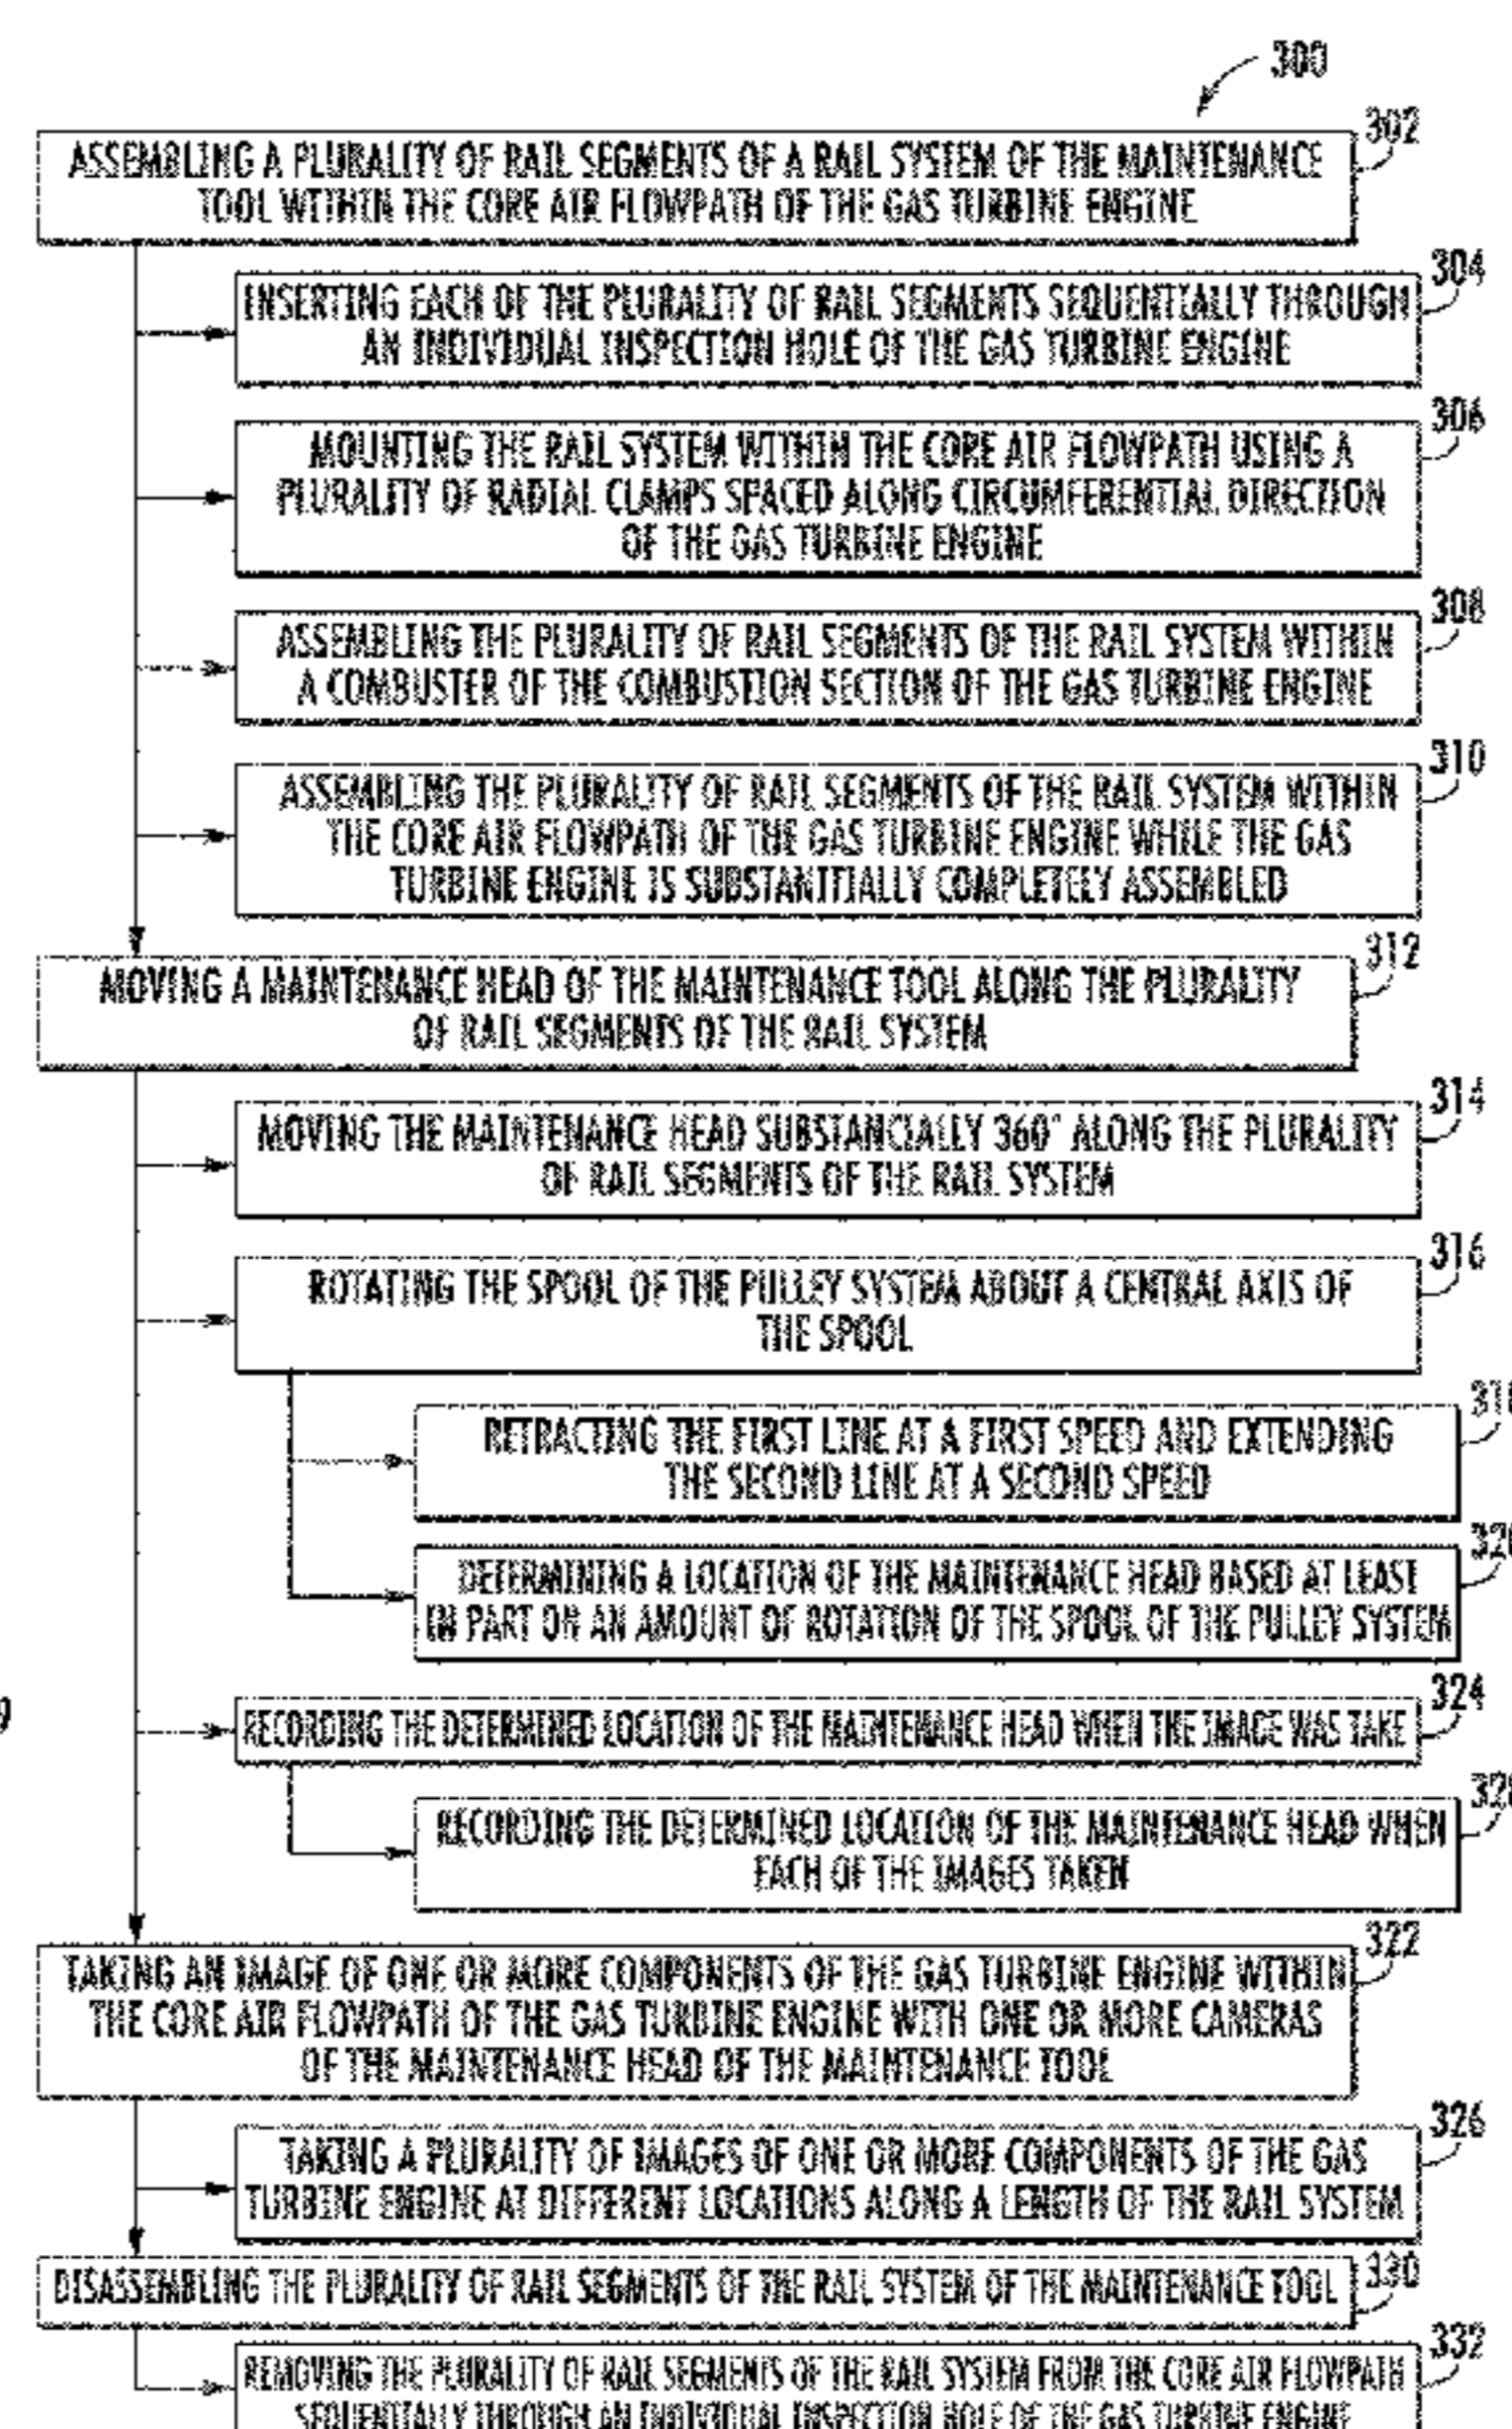 300
302
ASSEMBLING A PLURALITY OF RAIL SEGMENTS OF A RAIL SYSTEM OF THE MAINTENANCE
TOOL WITHIN THE CORE AIR FLOWPATH OF THE GAS TURBINE ENGINE
304
INSERTING EACH OF THE PLURALITY OF RAIL SEGMENTS SEQUENTIALLY THROUGH
AN INDIVIDUAL INSPECTION HOLE OF THE GAS TURBINE ENGINE
306
MOUNTING THE RAIL SYSTEM WITHIN THE CORE AIR FLOWPATH USING A
PLURALITY OF RADIAL CLAMPS SPACED ALONG CIRCUMFERENTIAL DIRECTION
OF THE GAS TURBINE ENGINE
308
ASSEMBLING THE PLURALITY OF RAIL SEGMENTS OF THE RAIL SYSTEM WITHIN
A COMBUSTER OF THE COMBUSTION SECTION OF THE GAS TURBINE ENGINE
310
ASSEMBLING THE PLURALITY OF RAIL SEGMENTS OF THE RAIL SYSTEM WITHIN
THE CORE AIR FLOWPATH OF THE GAS TURBINE ENGINE WHILE THE GAS
TURBINE ENGINE IS SUBSTANTIALLY COMPLETELY ASSEMBLED
312
MOVING A MAINTENANCE HEAD OF THE MAINTENANCE TOOL ALONG THE PLURALITY
OF RAIL SEGMENTS OF THE RAIL SYSTEM
314
MOVING THE MAINTENANCE HEAD SUBSTANCIALLY 360° ALONG THE PLURALITY
OF RAIL SEGMENTS OF THE RAIL SYSTEM
316
ROTATING THE SPOOL OF THE PULLEY SYSTEM ABOUT A CENTRAL AXIS OF
THE SPOOL
RETRACTING THE FIRST LINE AT A FIRST SPEED AND EXTENDING
THE SECOND LINE AT A SECOND SPEED
DETERMINING A LOCATION OF THE MAINTENANCE HEAD BASED AT LEAST
IN PART ON AN AMOUNT OF ROTATION OF THE SPOOL OF THE PULLEY SYSTEM
324
RECORDING THE DETERMINED LOCATION OF THE MAINTENANCE HEAD WHEN THE IMAGE WAS TAKE
RECORDING THE DETERMINED LOCATION OF THE MAINTENANCE HEAD WHEN
EACH OF THE IMAGES TAKEN
322
TAKING AN IMAGE OF ONE OR MORE COMPONENTS OF THE GAS TURBINE ENGINE WITHIN
THE CORE AIR FLOWPATH OF THE GAS TURBINE ENGINE WITH ONE OR MORE CAMERAS
OF THE MAINTENANCE HEAD OF THE MAINTENANCE TOOL
326
TAKING A PLURALITY OF IMAGES OF ONE OR MORE COMPONENTS OF THE GAS
TURBINE ENGINE AT DIFFERENT LOCATIONS ALONG A LENGTH OF THE RAIL SYSTEM
330
DISASSEMBLING THE PLURALITY OF RAIL SEGMENTS OF THE RAIL SYSTEM OF THE MAINTENANCE TOOL
332
REMOVING THE PLURALITY OF RAIL SEGMENTS OF THE RAIL SYSTEM FROM THE CORE AIR FLOWPATH
SEQUENTIALLY THROUGH AN INDIVIDUAL INSPECTION HOLE OF THE GAS TURBINE ENGINE